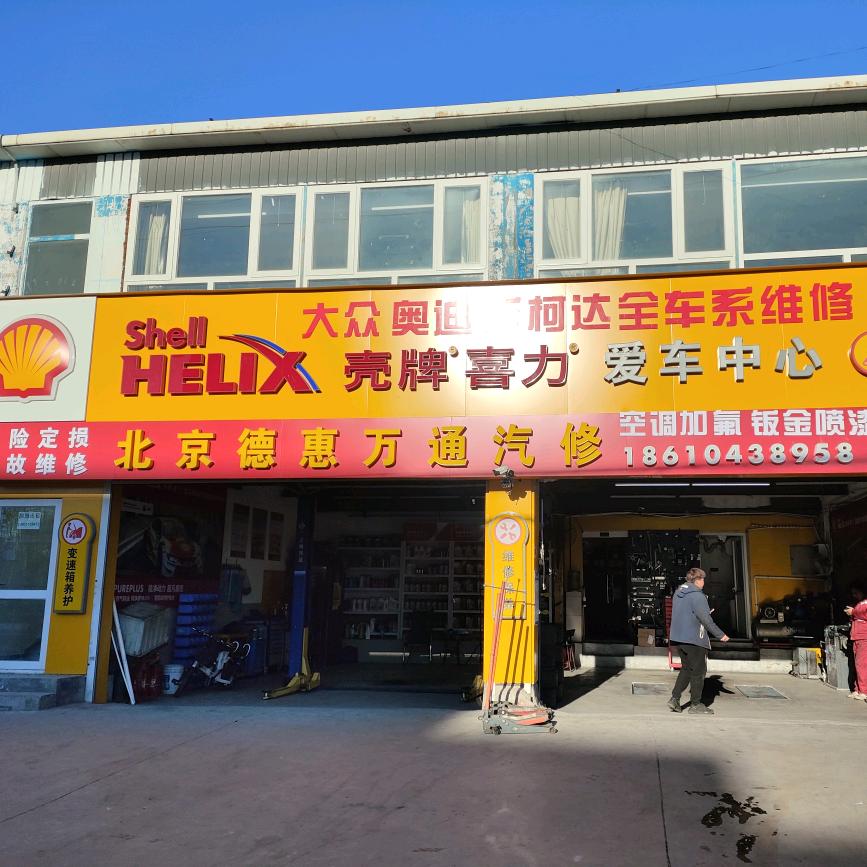 大众 奥迪 柯达全车系维修
Shell
HELIX
壳牌®喜力® 爱车中心
险定损
故维修
北京德惠万通汽修
空调加氟 钣金喷漆
18610438958
变速箱养护
维修
PUREPLUS